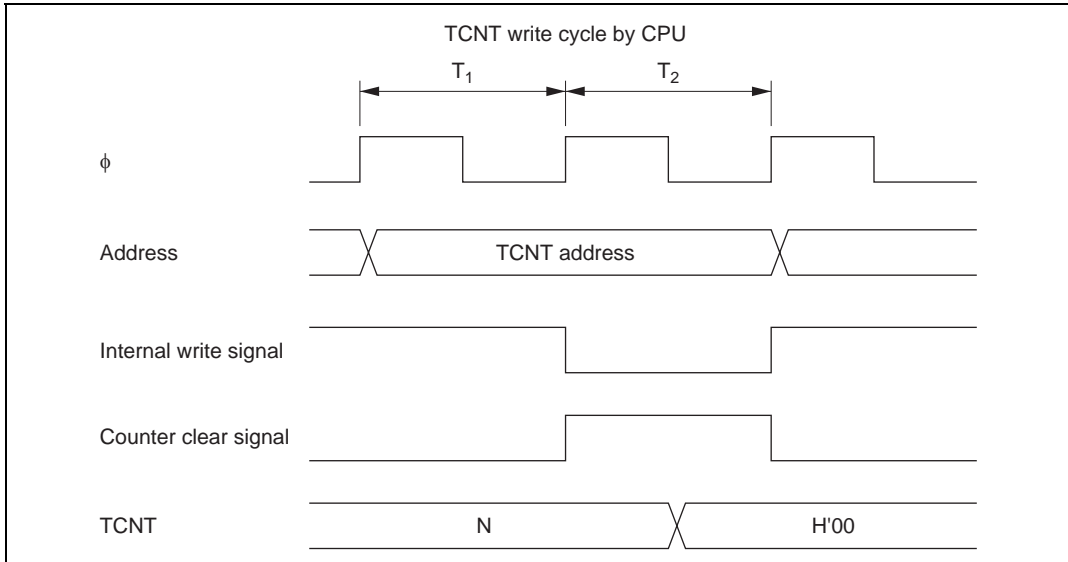 TCNT write cycle by CPU
T₁ T₂
ϕ
Address TCNT address
Internal write signal
Counter clear signal
TCNT N H'00